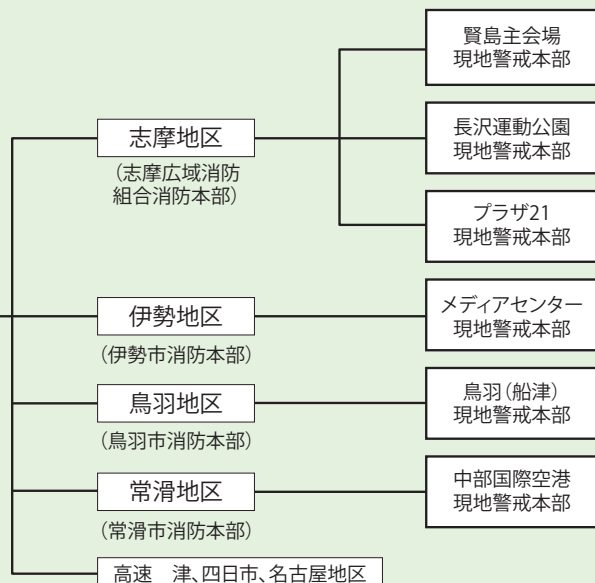 賢島主会場
現地警戒本部
志摩地区
(志摩広域消防
組合消防本部)
長沢運動公園
現地警戒本部
プラザ21
現地警戒本部
伊勢地区
(伊勢市消防本部)
メディアセンター
現地警戒本部
鳥羽地区
(鳥羽市消防本部)
鳥羽(船津)
現地警戒本部
常滑地区
(常滑市消防本部)
中部国際空港
現地警戒本部
高速　津、四日市、名古屋地区